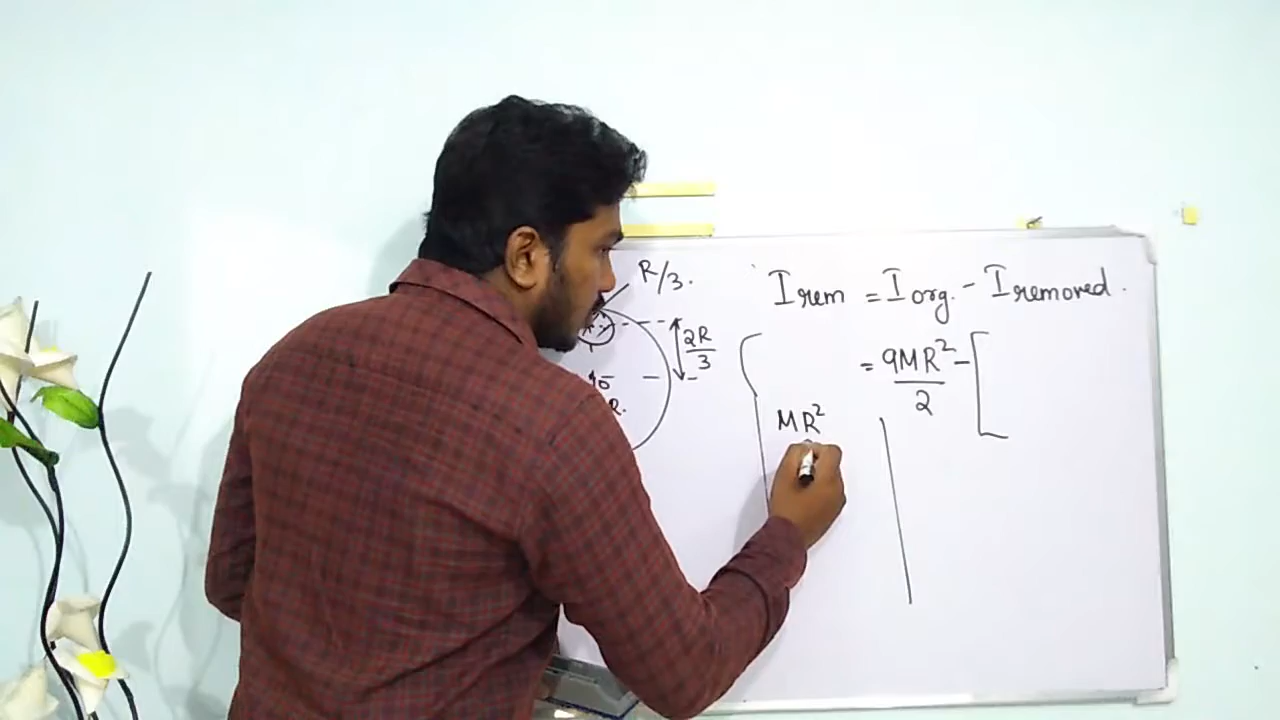 R/3.
2R
3
R.
I rem = I org. - I removed.
= 9MR² - [
2
MR²